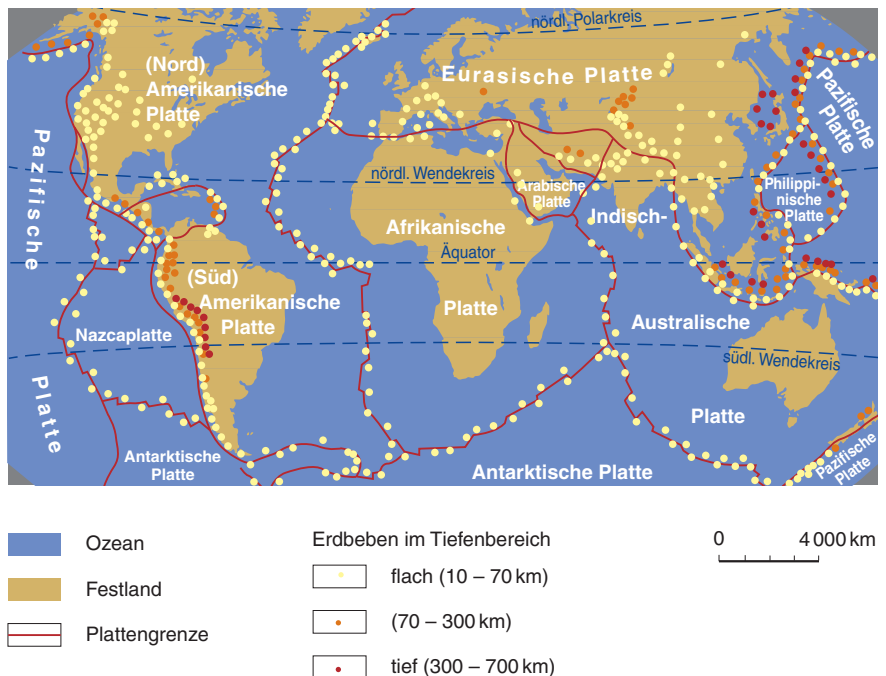 nördl. Polarkreis
(Nord)
Amerikanische
Platte
Eurasische Platte
Pazifische
Platte
Pazifische
Platte
nördl. Wendekreis
Arabische
Platte
Philippi-
nische
Platte
Afrikanische
Platte
Indisch-
Australische
Platte
Äquator
(Süd)
Amerikanische
Platte
Nazcaplatte
südl. Wendekreis
Antarktische
Platte
Antarktische Platte
Pazifische
Platte
Ozean
Festland
Plattengrenze
Erdbeben im Tiefenbereich
flach (10 – 70 km)
(70 – 300 km)
tief (300 – 700 km)
0 4 000 km